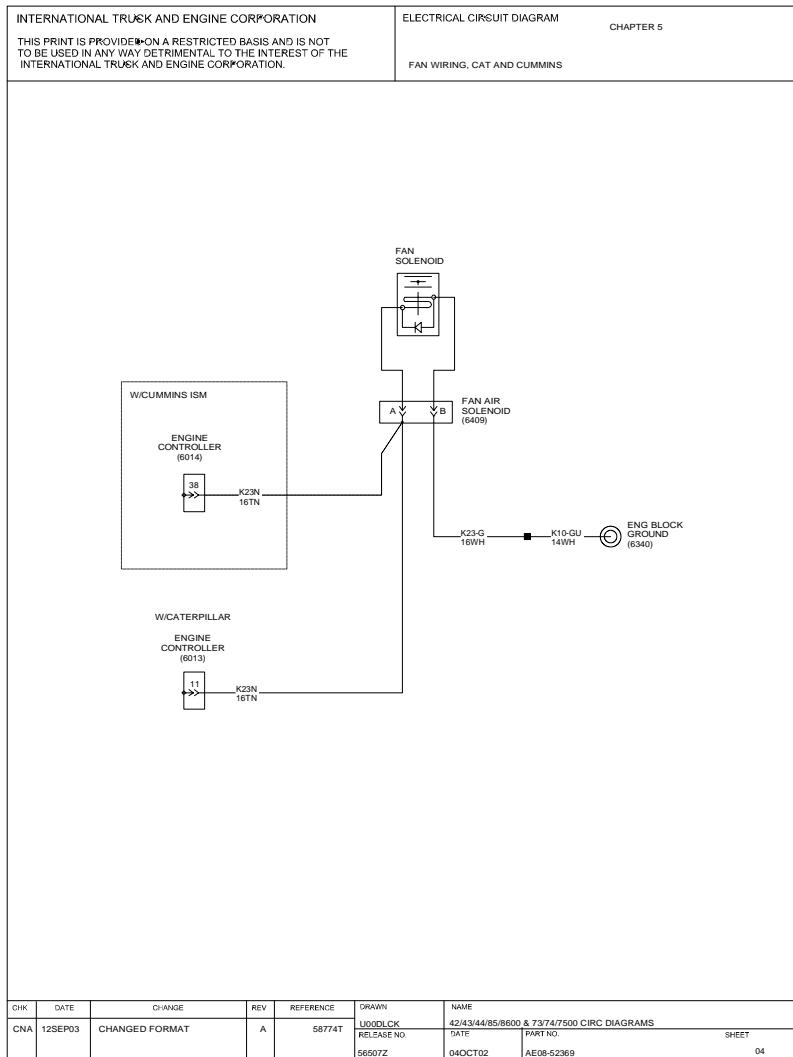 INTERNATIONAL TRUCK AND ENGINE CORPORATION
THIS PRINT IS PROVIDED ON A RESTRICTED BASIS AND IS NOT
TO BE USED IN ANY WAY DETRIMENTAL TO THE INTEREST OF THE
INTERNATIONAL TRUCK AND ENGINE CORPORATION.
ELECTRICAL CIRCUIT DIAGRAM
CHAPTER 5
FAN WIRING, CAT AND CUMMINS
FAN
SOLENOID
W/CUMMINS ISM
A
B
FAN AIR
SOLENOID
(6409)
ENGINE
CONTROLLER
(6014)
38
K23N
16TN
K23-G
16WH
K10-GU
14WH
ENG BLOCK
GROUND
(6340)
W/CATERPILLAR
ENGINE
CONTROLLER
(6013)
11
K23N
16TN
CHK DATE CHANGE REV REFERENCE DRAWN NAME
CNA 12SEP03 CHANGED FORMAT A 58774T U00DLCK 42/43/44/85/8600 & 73/74/7500 CIRC DIAGRAMS
RELEASE NO. DATE PART NO. SHEET
56507Z 04OCT02 AE08-52369 04